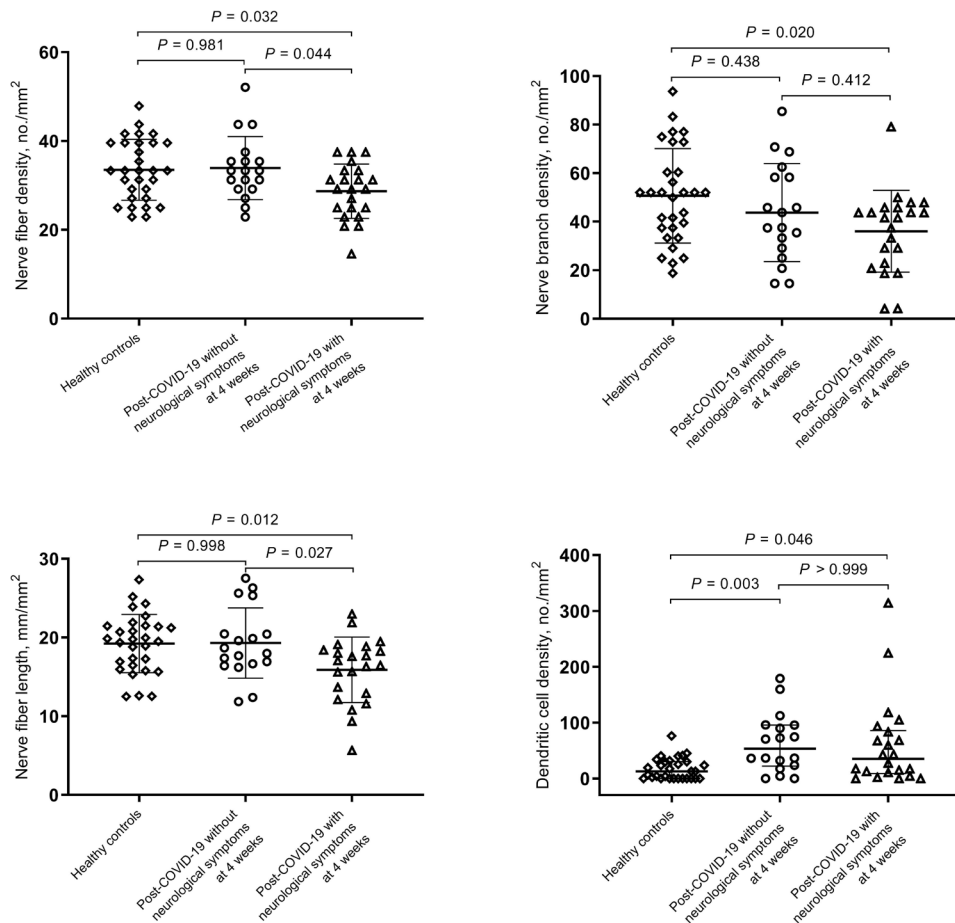 P = 0.032
P = 0.981
P = 0.044
60
40
20
0
Nerve fiber density, no./mm²
Healthy controls
Post-COVID-19 without
neurological symptoms
at 4 weeks
Post-COVID-19 with
neurological symptoms
at 4 weeks
P = 0.020
P = 0.438
P = 0.412
100
80
60
40
20
0
Nerve branch density, no./mm²
Healthy controls
Post-COVID-19 without
neurological symptoms
at 4 weeks
Post-COVID-19 with
neurological symptoms
at 4 weeks
P = 0.012
P = 0.998
P = 0.027
30
20
10
0
Nerve fiber length, mm/mm²
Healthy controls
Post-COVID-19 without
neurological symptoms
at 4 weeks
Post-COVID-19 with
neurological symptoms
at 4 weeks
P = 0.046
P = 0.003
P > 0.999
400
300
200
100
0
Dendritic cell density, no./mm²
Healthy controls
Post-COVID-19 without
neurological symptoms
at 4 weeks
Post-COVID-19 with
neurological symptoms
at 4 weeks